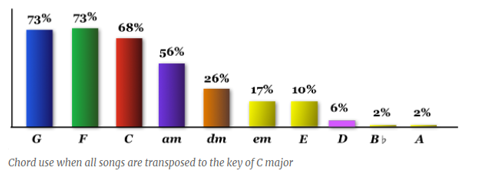 73% 73% 68% 56% 26% 17% 10% 6% 2% 2%
G F C am dm em E D B♭ A
Chord use when all songs are transposed to the key of C major